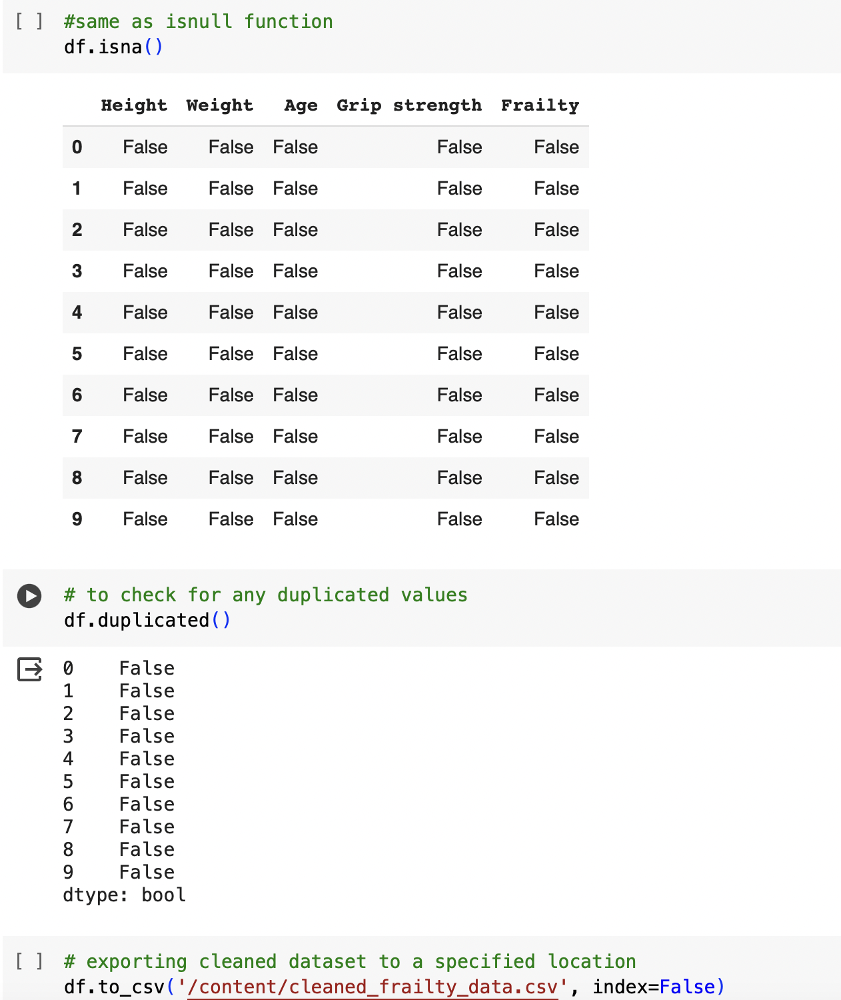 [ ] #same as isnull function
df.isna()
Height Weight Age Grip strength Frailty
0 False False False False False
1 False False False False False
2 False False False False False
3 False False False False False
4 False False False False False
5 False False False False False
6 False False False False False
7 False False False False False
8 False False False False False
9 False False False False False
# to check for any duplicated values
df.duplicated()
0 False
1 False
2 False
3 False
4 False
5 False
6 False
7 False
8 False
9 False
dtype: bool
[ ] # exporting cleaned dataset to a specified location
df.to_csv('/content/cleaned_frailty_data.csv', index=False)